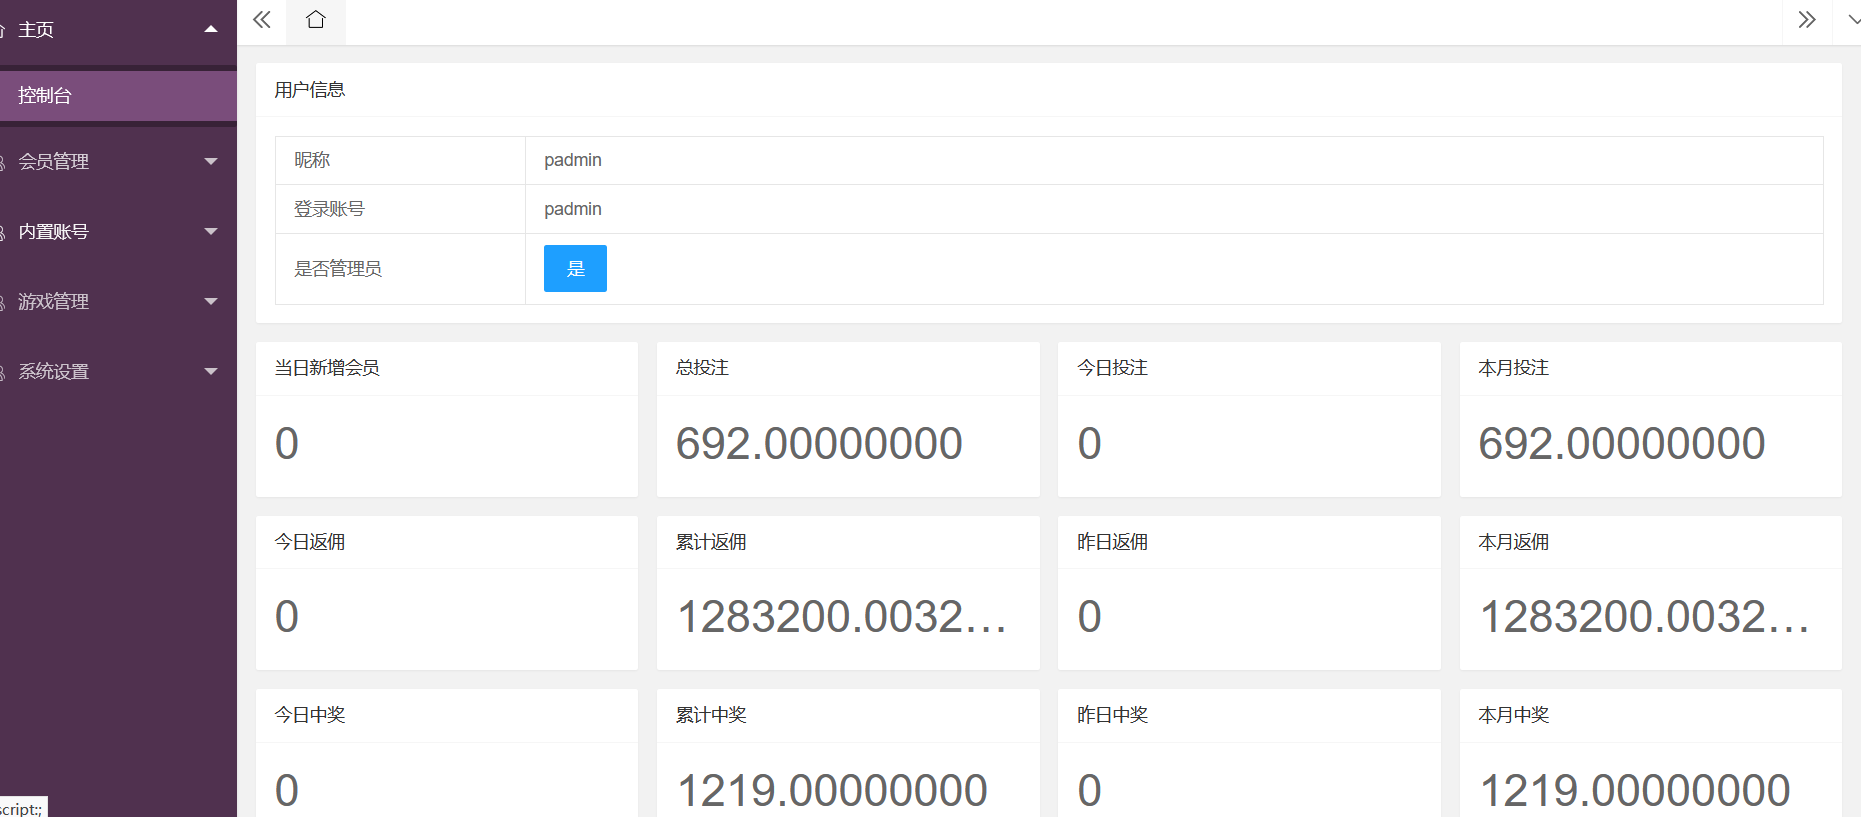 主页
控制台
会员管理
内置账号
游戏管理
系统设置
用户信息
昵称 padmin
登录账号 padmin
是否管理员 是
当日新增会员 总投注 今日投注 本月投注
0 692.00000000 0 692.00000000
今日返佣 累计返佣 昨日返佣 本月返佣
0 1283200.0032... 0 1283200.0032...
今日中奖 累计中奖 昨日中奖 本月中奖
0 1219.00000000 0 1219.00000000
script:;